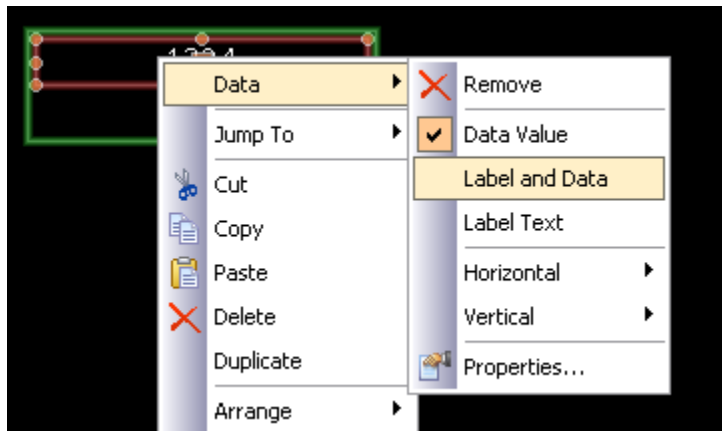 Data
Jump To
Cut
Copy
Paste
Delete
Duplicate
Arrange
Remove
Data Value
Label and Data
Label Text
Horizontal
Vertical
Properties...